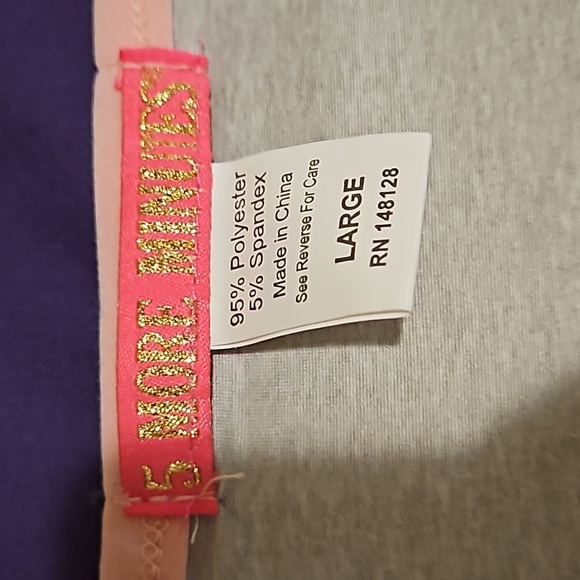 5 MORE MINUTES
95% Polyester
5% Spandex
Made in China
See Reverse For Care
LARGE
RN 148128